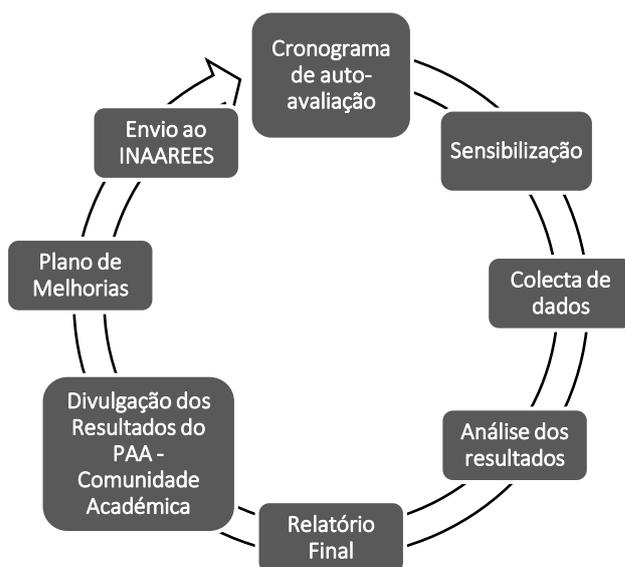 Cronograma
de auto-
avaliação
Sensibilização
Colecta de
dados
Análise dos
resultados
Relatório
Final
Divulgação dos
Resultados do
PAA -
Comunidade
Académica
Plano de
Melhorias
Envio ao
INAAREES